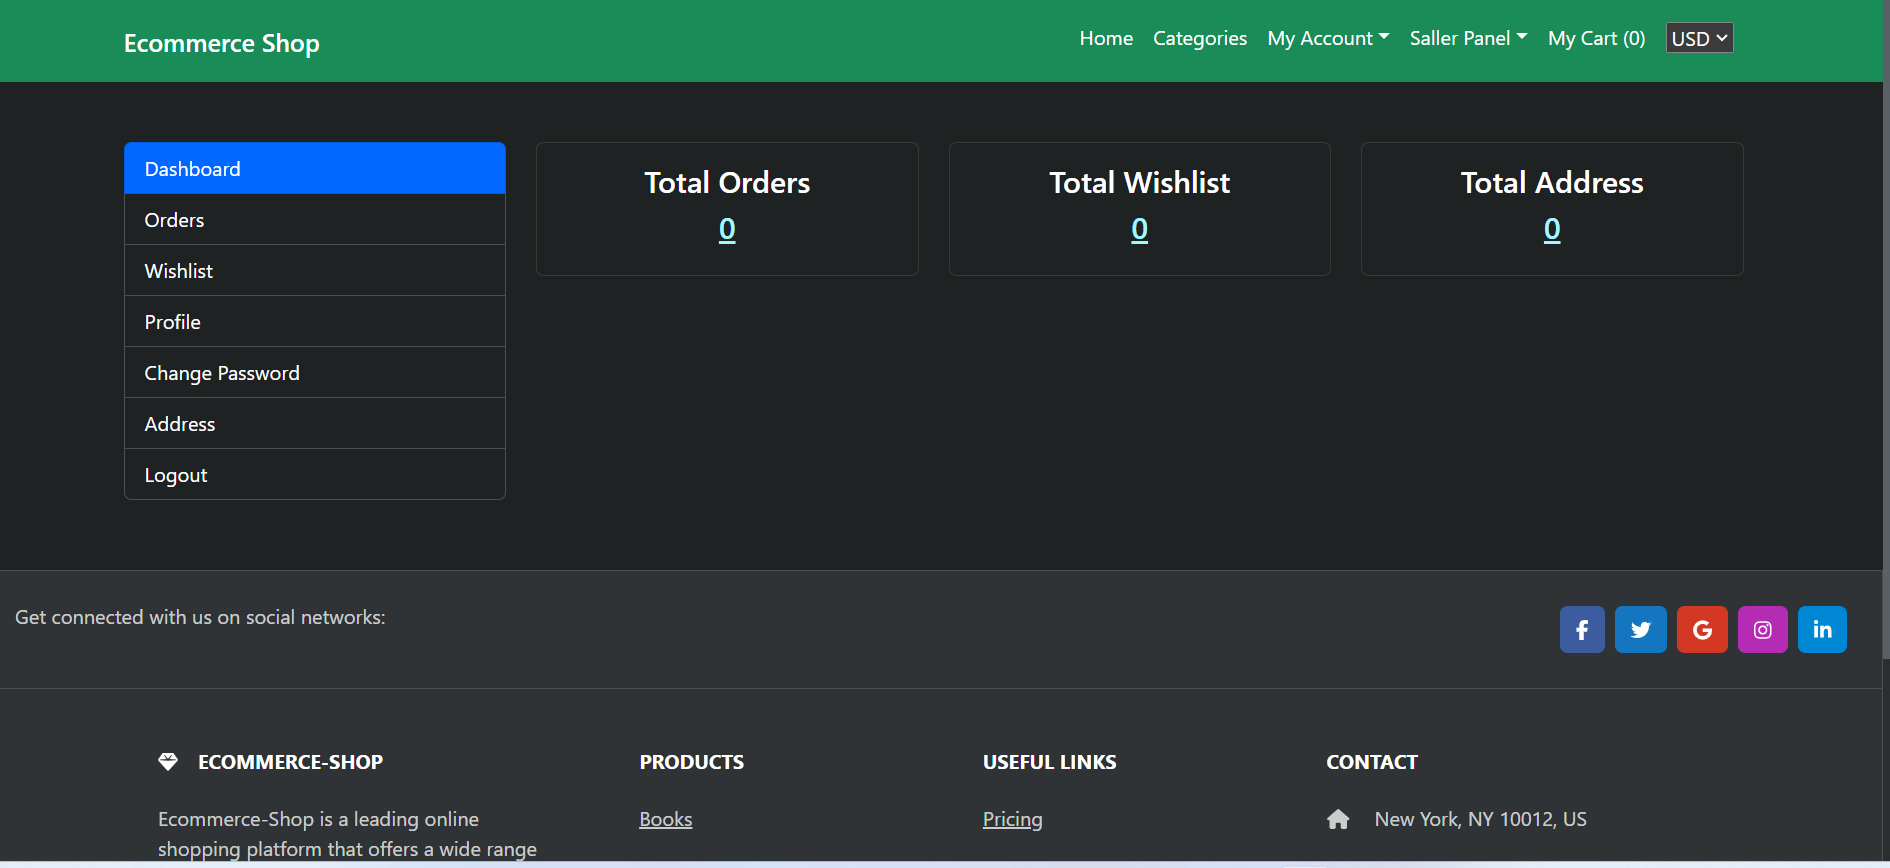 Ecommerce Shop
Home Categories My Account Saller Panel My Cart (0) USD
Dashboard
Orders
Wishlist
Profile
Change Password
Address
Logout
Total Orders
0
Total Wishlist
0
Total Address
0
Get connected with us on social networks:
ECOMMERCE-SHOP
Ecommerce-Shop is a leading online
shopping platform that offers a wide range
PRODUCTS
Books
USEFUL LINKS
Pricing
CONTACT
New York, NY 10012, US